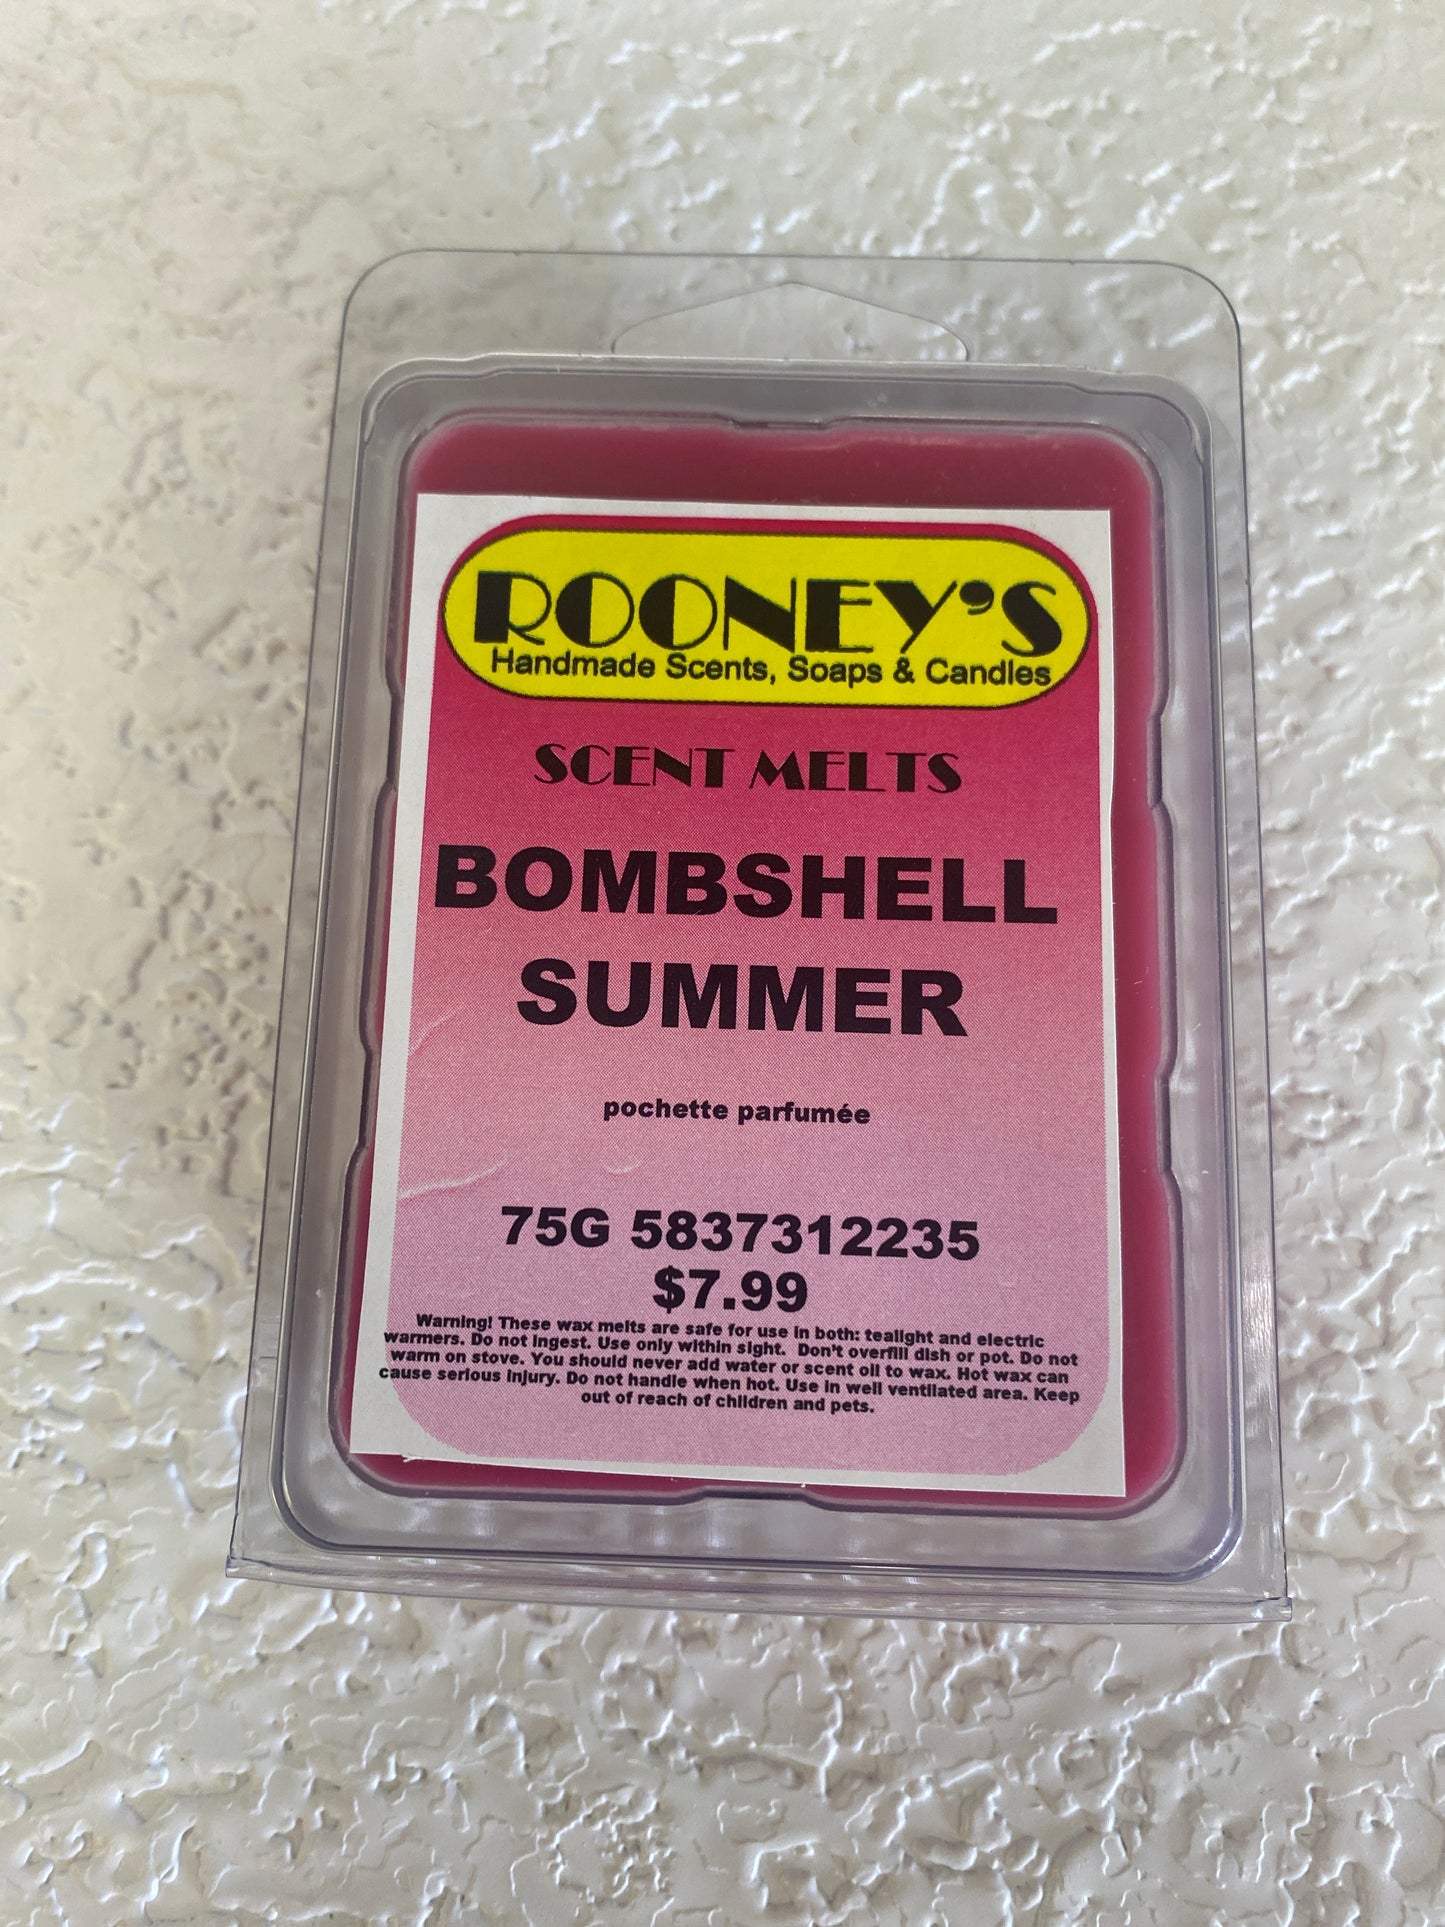 ROONEY'S
Handmade Scents, Soaps & Candles
SCENT MELTS
BOMBSHELL
SUMMER
pochette parfumée
75G 5837312235
$7.99
Warning! These wax melts are safe for use in both: tealight and electric
warmers. Do not ingest. Use only within sight. Don't overfill dish or pot. Do not
warm on stove. You should never add water or scent oil to wax. Hot wax can
cause serious injury. Do not handle when hot. Use in well ventilated area. Keep
out of reach of children and pets.